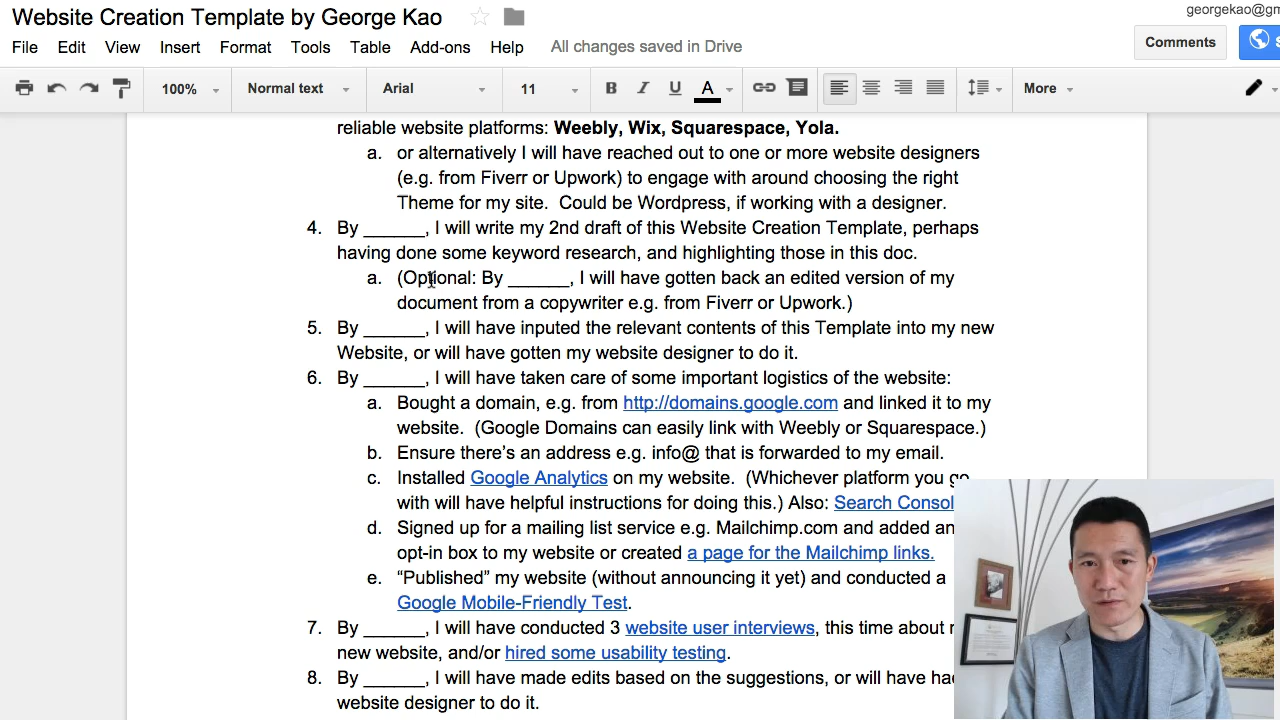 Website Creation Template by George Kao
georgekao@gm
File Edit View Insert Format Tools Table Add-ons Help All changes saved in Drive
Comments
100% Normal text Arial 11 B I U A More
reliable website platforms: Weebly, Wix, Squarespace, Yola.
a. or alternatively I will have reached out to one or more website designers
(e.g. from Fiverr or Upwork) to engage with around choosing the right
Theme for my site. Could be Wordpress, if working with a designer.
4. By ______, I will write my 2nd draft of this Website Creation Template, perhaps
having done some keyword research, and highlighting those in this doc.
a. (Optional: By ______, I will have gotten back an edited version of my
document from a copywriter e.g. from Fiverr or Upwork.)
5. By ______, I will have inputed the relevant contents of this Template into my new
Website, or will have gotten my website designer to do it.
6. By ______, I will have taken care of some important logistics of the website:
a. Bought a domain, e.g. from http://domains.google.com and linked it to my
website. (Google Domains can easily link with Weebly or Squarespace.)
b. Ensure there's an address e.g. info@ that is forwarded to my email.
c. Installed Google Analytics on my website. (Whichever platform you go
with will have helpful instructions for doing this.) Also: Search Consol
d. Signed up for a mailing list service e.g. Mailchimp.com and added an
opt-in box to my website or created a page for the Mailchimp links.
e. “Published” my website (without announcing it yet) and conducted a
Google Mobile-Friendly Test.
7. By ______, I will have conducted 3 website user interviews, this time about
new website, and/or hired some usability testing.
8. By ______, I will have made edits based on the suggestions, or will have ha
website designer to do it.